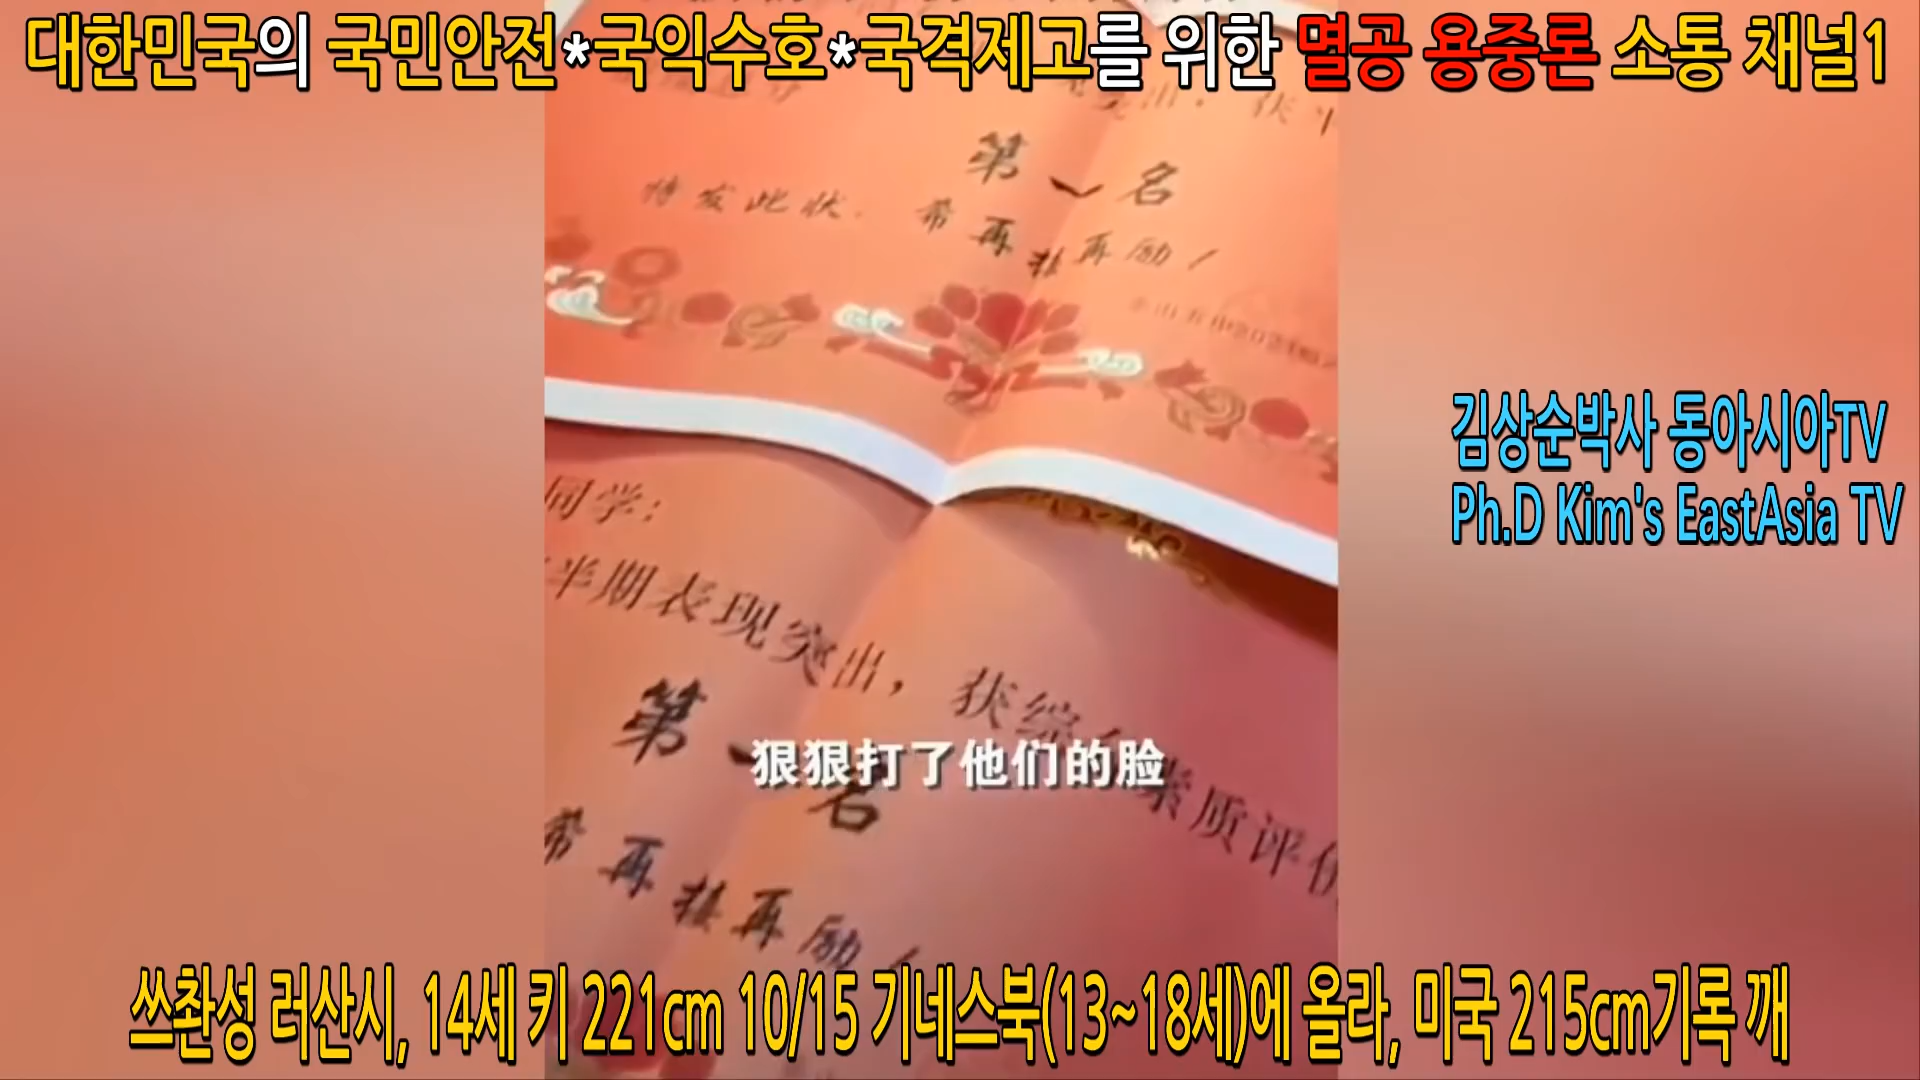 대한민국의 국민안전*국익수호*국격제고를 위한 멸공 용중론 소통 채널1
第一名
特发此状. 希再接再励!
김상순박사 동아시아TV
Ph.D Kim's EastAsia TV
同学:
半期表现突出, 获综合素质评价
第一名
狠狠打了他们的脸
希再接再励!
쓰촨성 러산시, 14세 키 221cm 10/15 기네스북(13~18세)에 올라, 미국 215cm기록 깨